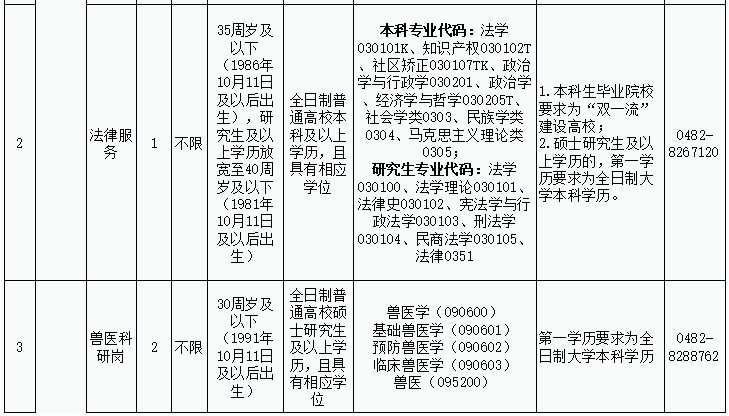 2
法律服
务
1
不限
35周岁及
以下
（1986年
10月11日
及以后出
生），研
究生及以
上学历放
宽至40周
岁及以下
（1981年
10月11日
及以后出
生）
全日制普
通高校本
科及以上
学历，且
具有相应
学位
本科专业代码：法学
030101K、知识产权030102T
、社区矫正030107TK、政治
学与行政学030201、政治学
、经济学与哲学030205T、
社会学类0303、民族学类
0304、马克思主义理论类
0305；
研究生专业代码：法学
030100、法学理论030101、
法律史030102、宪法学与行
政法学030103、刑法学
030104、民商法学030105、
法律0351
1.本科生毕业院校
要求为“双一流”
建设高校；
2.硕士研究生及以
上学历的，第一学
历要求为全日制大
学本科学历。
0482-
8267120
3
兽医科
研岗
2
不限
30周岁及
以下
（1991年
10月11日
及以后出
生）
全日制普
通高校硕
士研究生
及以上学
历，且具
有相应学
位
兽医学（090600）
基础兽医学（090601）
预防兽医学（090602）
临床兽医学（090603）
兽医（095200）
第一学历要求为全
日制大学本科学历
0482-
8288762